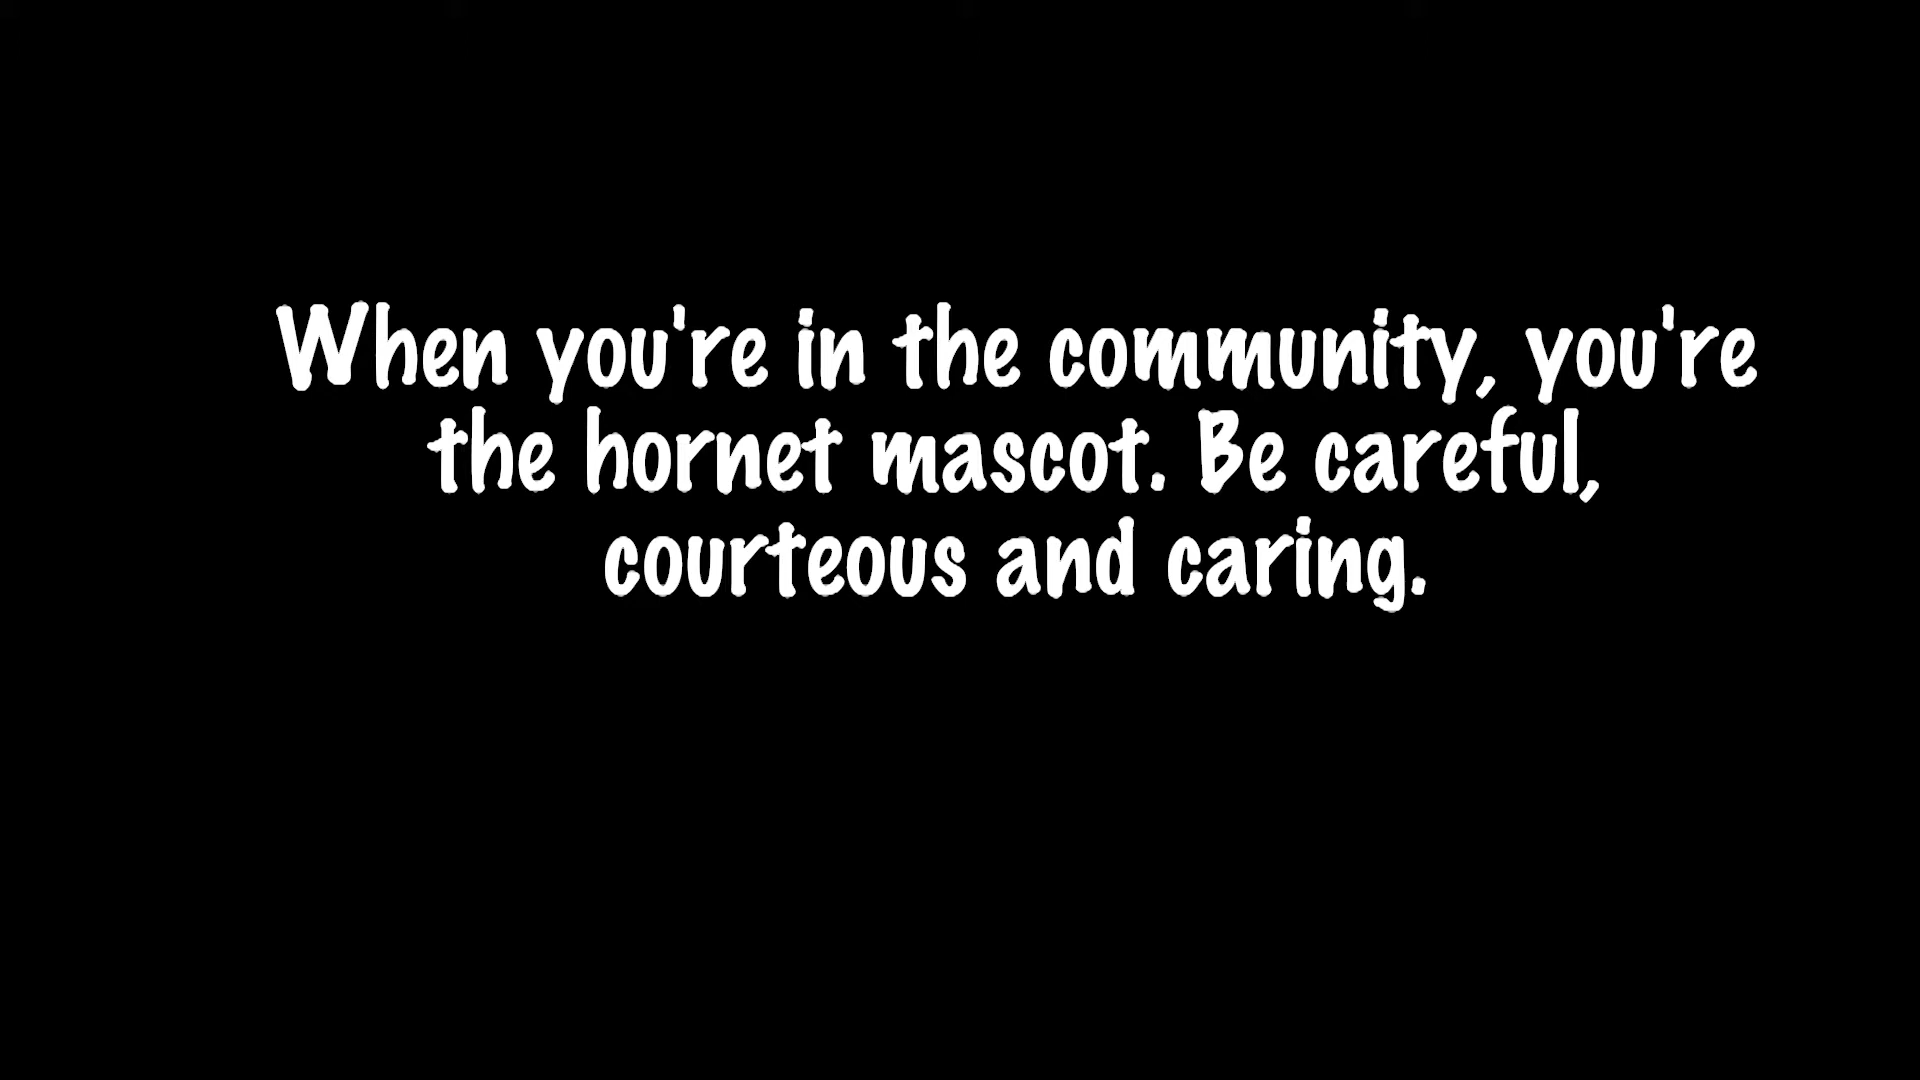 When you're in the community, you're
the hornet mascot. Be careful,
courteous and caring.